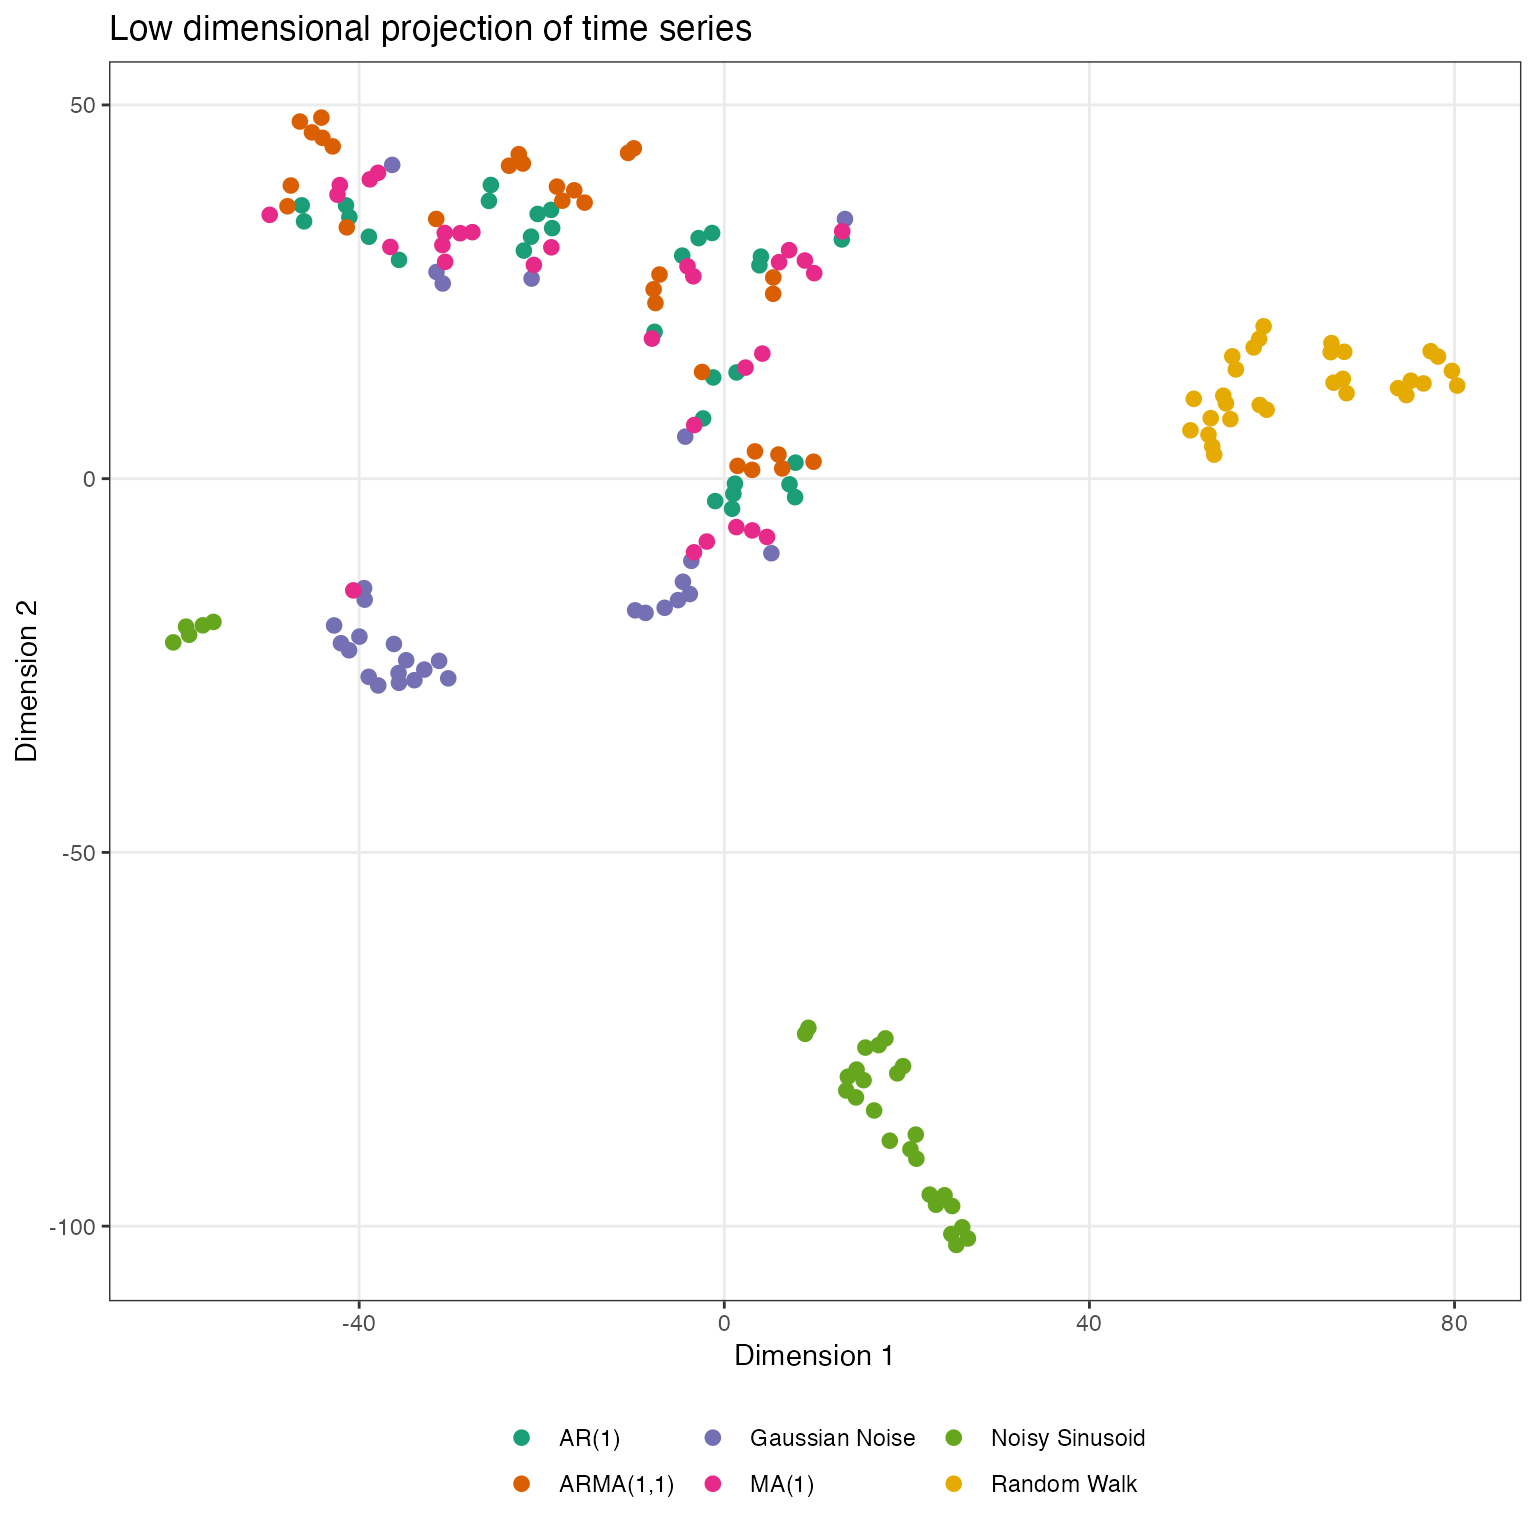 Low dimensional projection of time series
50
0
-50
-100
Dimension 2
-40 0 40 80
Dimension 1
AR(1) Gaussian Noise Noisy Sinusoid
ARMA(1,1) MA(1) Random Walk